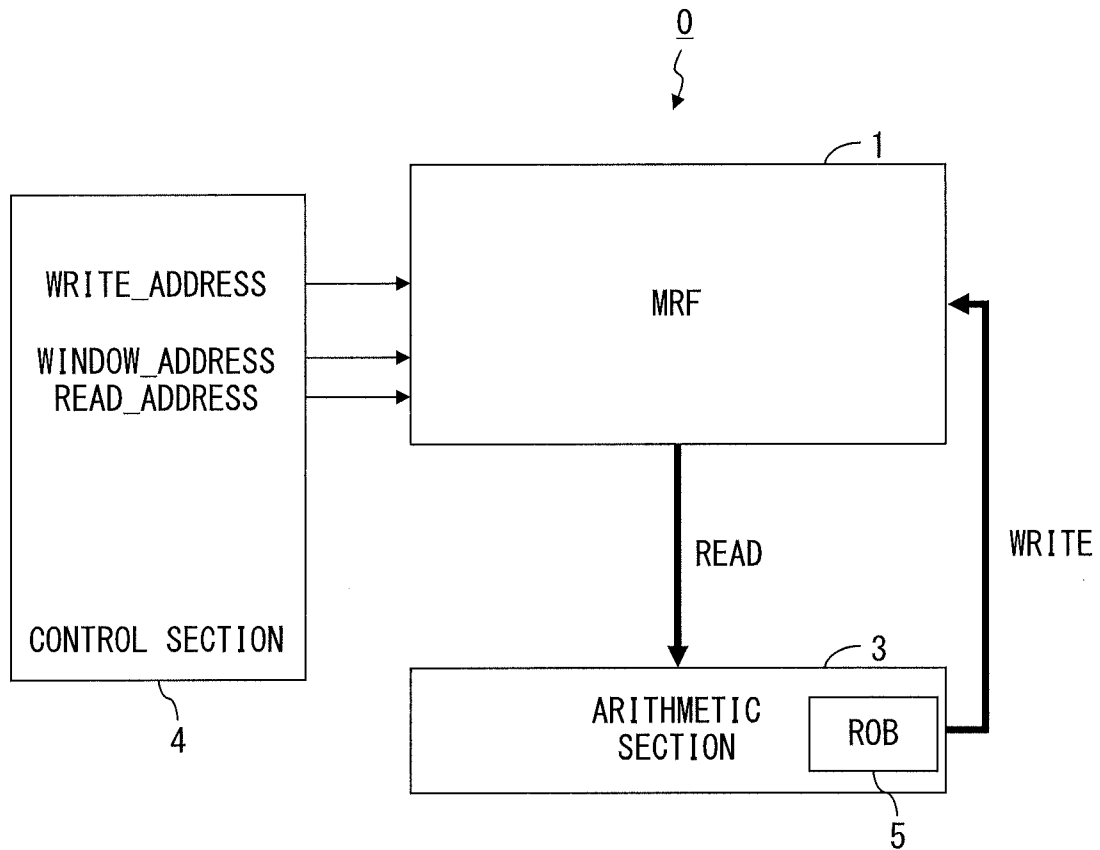 0
1
WRITE_ADDRESS
MRF
WINDOW_ADDRESS
READ_ADDRESS
READ
WRITE
CONTROL SECTION
4
3
ARITHMETIC
SECTION
ROB
5